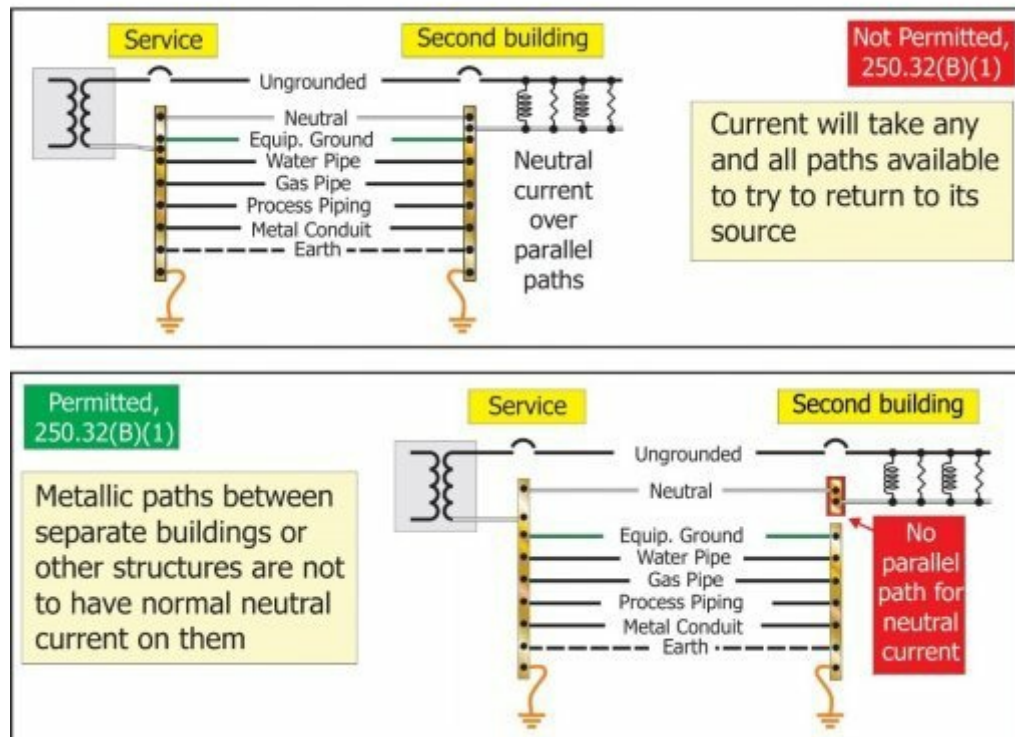 Service
Second building
Not Permitted,
250.32(B)(1)
Ungrounded
Neutral
Equip. Ground
Water Pipe
Gas Pipe
Process Piping
Metal Conduit
Earth
Neutral
current
over
parallel
paths
Current will take any
and all paths available
to try to return to its
source
Permitted,
250.32(B)(1)
Service
Second building
Metallic paths between
separate buildings or
other structures are not
to have normal neutral
current on them
Ungrounded
Neutral
Equip. Ground
Water Pipe
Gas Pipe
Process Piping
Metal Conduit
Earth
No
parallel
path for
neutral
current